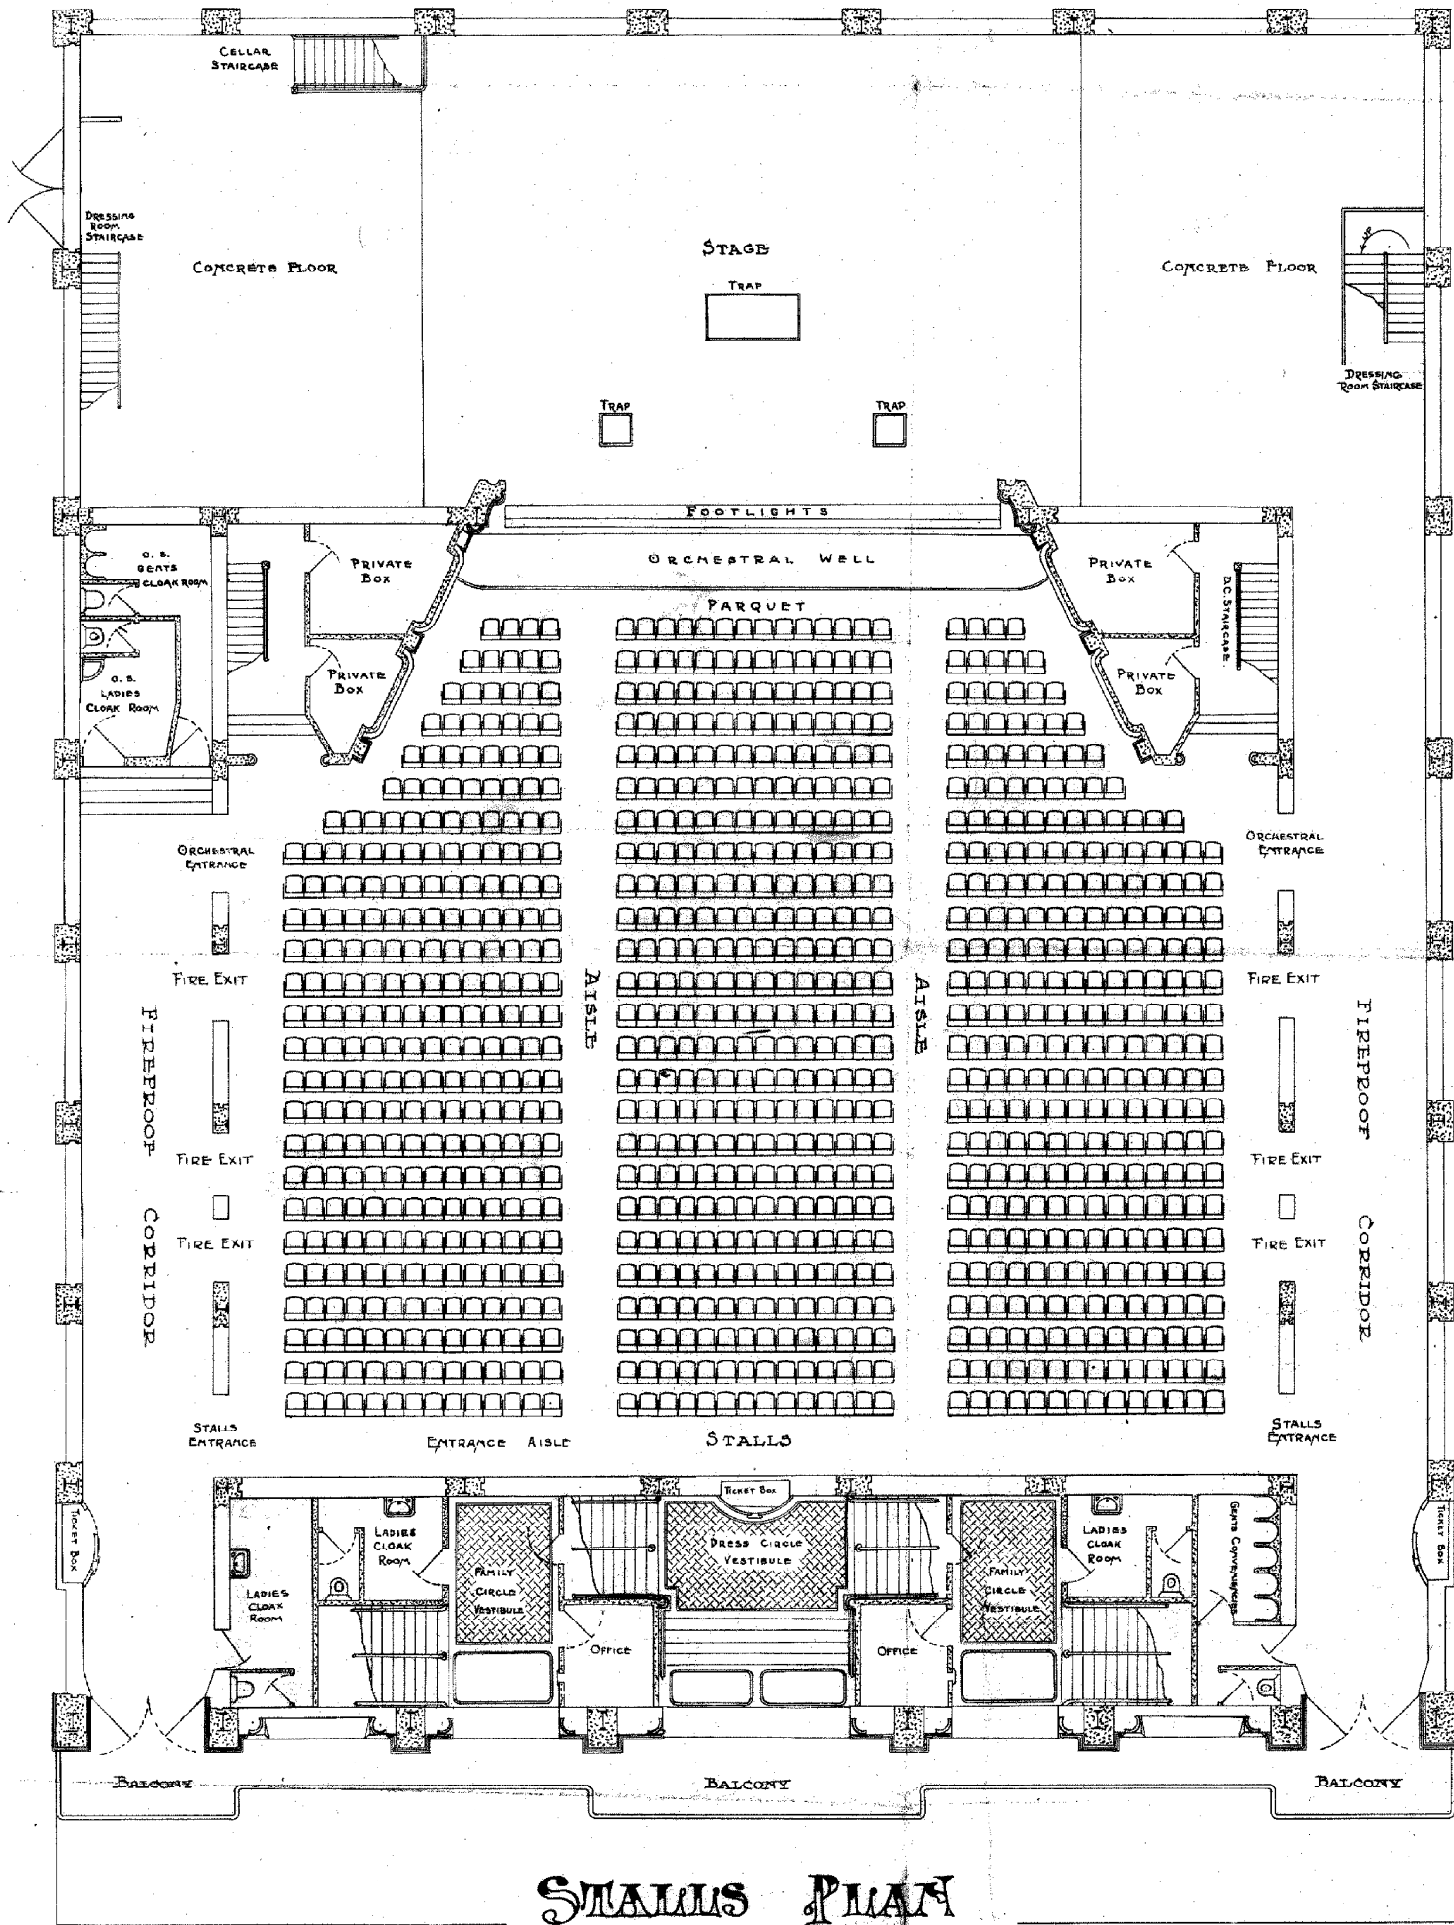 CELLAR
STAIRCASE
DRESSING
ROOM
STAIRCASE
CONCRETE FLOOR
STAGE
TRAP
CONCRETE FLOOR
UP
DRESSING
ROOM STAIRCASE
TRAP
TRAP
FOOTLIGHTS
ORCHESTRAL WELL
PARQUET
O. S.
GENTS
CLOAK ROOM
PRIVATE
BOX
PRIVATE
BOX
D.C. STAIRCASE
O. S.
LADIES
CLOAK ROOM
PRIVATE
BOX
PRIVATE
BOX
ORCHESTRAL
ENTRANCE
ORCHESTRAL
ENTRANCE
FIRE EXIT
AISLE
AISLE
FIRE EXIT
FIREPROOF CORRIDOR
FIREPROOF CORRIDOR
FIRE EXIT
FIRE EXIT
FIRE EXIT
FIRE EXIT
STALLS
ENTRANCE
ENTRANCE AISLE
STALLS
STALLS
ENTRANCE
TICKET BOX
TICKET BOX
LADIES
CLOAK
ROOM
LADIES
CLOAK
ROOM
FAMILY
CIRCLE
VESTIBULE
DRESS CIRCLE
VESTIBULE
FAMILY
CIRCLE
VESTIBULE
LADIES
CLOAK
ROOM
GENTS CONVENIENCES
TICKET BOX
OFFICE
OFFICE
BALCONY
BALCONY
BALCONY
STALLS PLAN